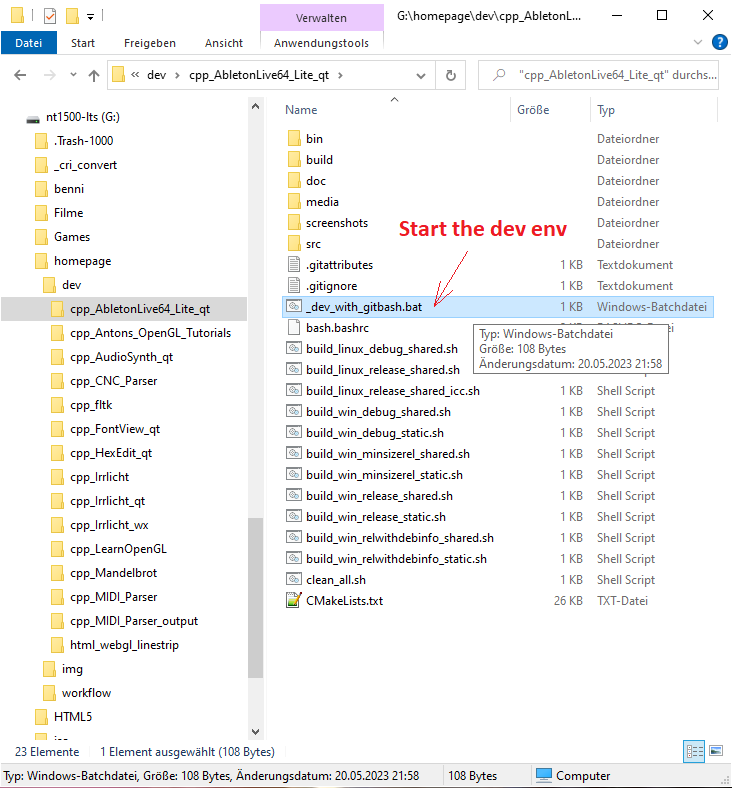 Verwalten
G:\homepage\dev\cpp_AbletonL...
Datei Start Freigeben Ansicht Anwendungstools
« dev › cpp_AbletonLive64_Lite_qt ›
"cpp_AbletonLive64_Lite_qt" durchs...
nt1500-lts (G:)
.Trash-1000
_cri_convert
benni
Filme
Games
homepage
dev
cpp_AbletonLive64_Lite_qt
cpp_Antons_OpenGL_Tutorials
cpp_AudioSynth_qt
cpp_CNC_Parser
cpp_fltk
cpp_FontView_qt
cpp_HexEdit_qt
cpp_Irrlicht
cpp_Irrlicht_qt
cpp_Irrlicht_wx
cpp_LearnOpenGL
cpp_Mandelbrot
cpp_MIDI_Parser
cpp_MIDI_Parser_output
html_webgl_linestrip
img
workflow
HTML5
Name Größe Typ
bin Dateiordner
build Dateiordner
doc Dateiordner
media Dateiordner
screenshots Dateiordner
src Dateiordner
Start the dev env
.gitattributes 1 KB Textdokument
.gitignore 1 KB Textdokument
_dev_with_gitbash.bat 1 KB Windows-Batchdatei
bash.bashrc
Typ: Windows-Batchdatei
Größe: 108 Bytes
Änderungsdatum: 20.05.2023 21:58
build_linux_debug_shared.sh
build_linux_release_shared.sh
build_linux_release_shared_icc.sh 1 KB Shell Script
build_win_debug_shared.sh 1 KB Shell Script
build_win_debug_static.sh 1 KB Shell Script
build_win_minsizerel_shared.sh 1 KB Shell Script
build_win_minsizerel_static.sh 1 KB Shell Script
build_win_release_shared.sh 1 KB Shell Script
build_win_release_static.sh 1 KB Shell Script
build_win_relwithdebinfo_shared.sh 1 KB Shell Script
build_win_relwithdebinfo_static.sh 1 KB Shell Script
clean_all.sh 1 KB Shell Script
CMakeLists.txt 26 KB TXT-Datei
23 Elemente 1 Element ausgewählt (108 Bytes)
Typ: Windows-Batchdatei, Größe: 108 Bytes, Änderungsdatum: 20.05.2023 21:58 108 Bytes Computer